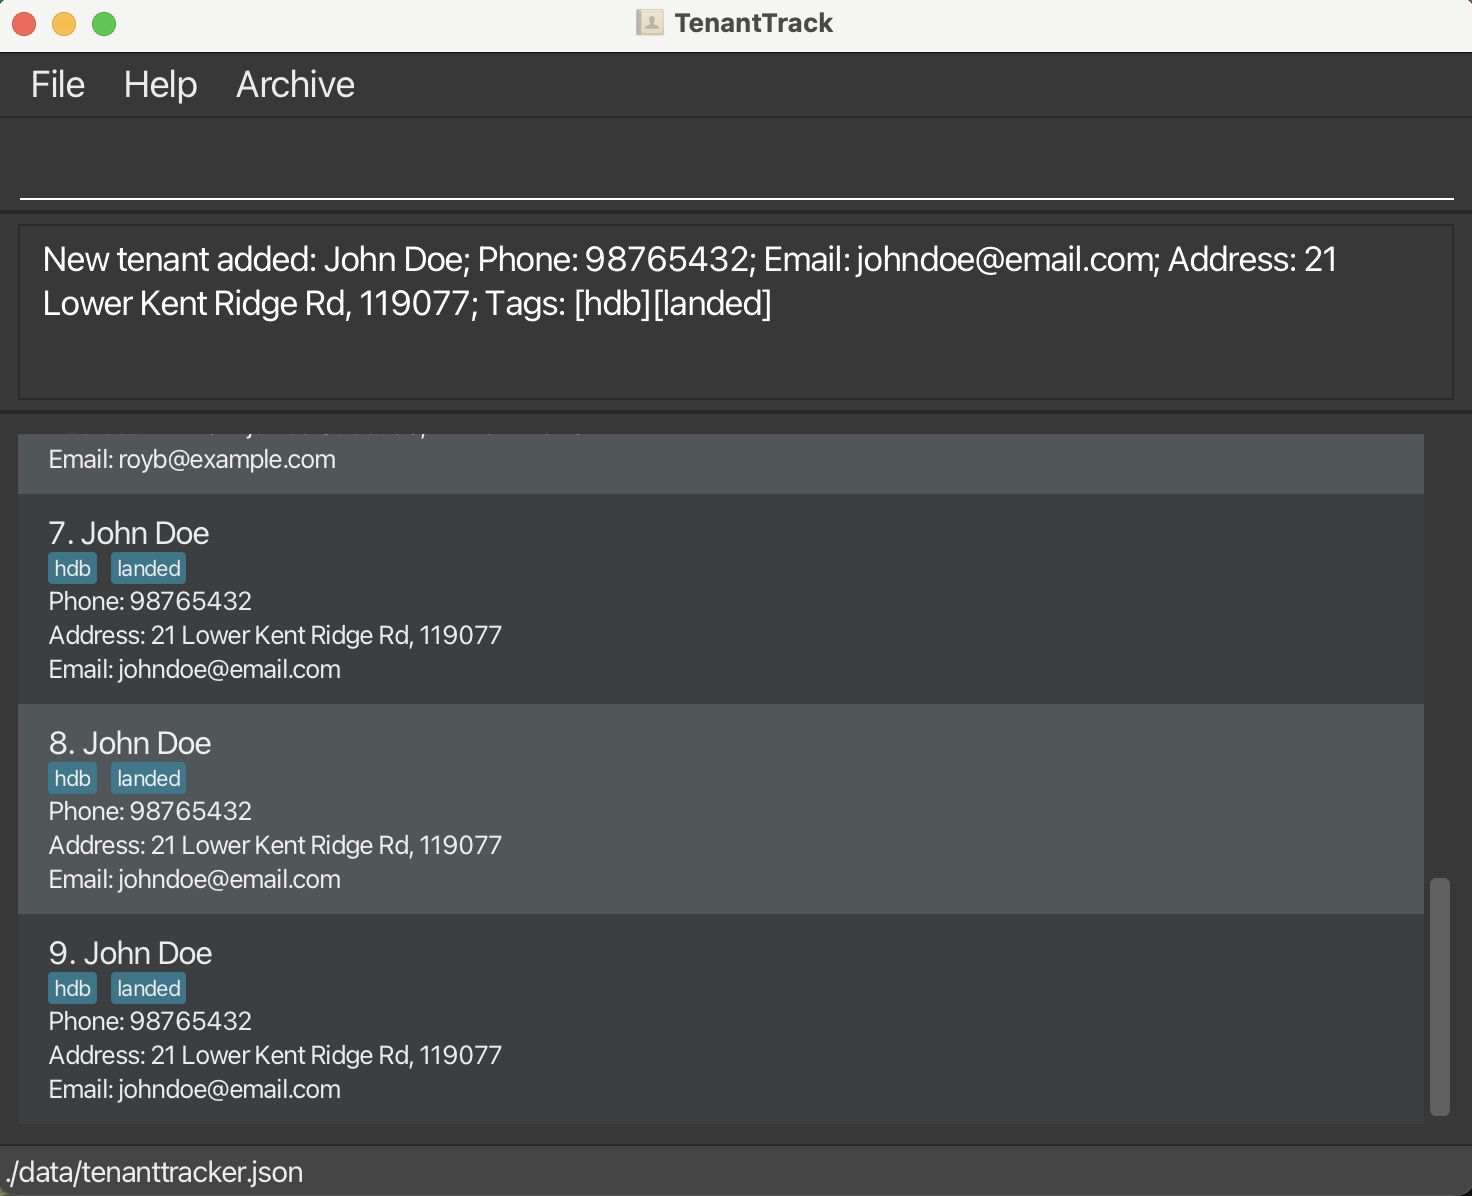 TenantTrack
File Help Archive
New tenant added: John Doe; Phone: 98765432; Email: johndoe@email.com; Address: 21
Lower Kent Ridge Rd, 119077; Tags: [hdb][landed]
Email: royb@example.com
7. John Doe
hdb landed
Phone: 98765432
Address: 21 Lower Kent Ridge Rd, 119077
Email: johndoe@email.com
8. John Doe
hdb landed
Phone: 98765432
Address: 21 Lower Kent Ridge Rd, 119077
Email: johndoe@email.com
9. John Doe
hdb landed
Phone: 98765432
Address: 21 Lower Kent Ridge Rd, 119077
Email: johndoe@email.com
./data/tenanttracker.json